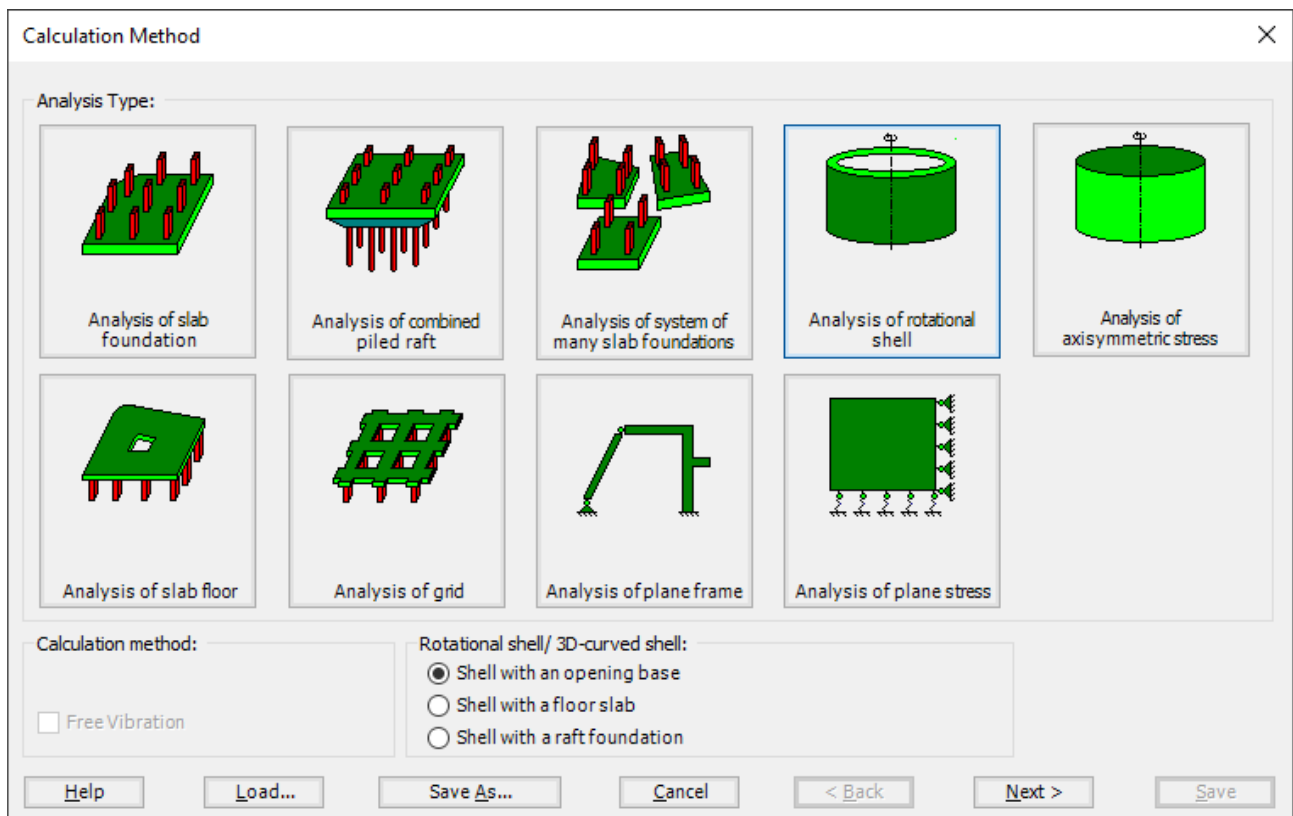 Calculation Method
Analysis Type:
Analysis of slab
foundation
Analysis of combined
piled raft
Analysis of system of
many slab foundations
Analysis of rotational
shell
Analysis of
axisymmetric stress
Analysis of slab floor
Analysis of grid
Analysis of plane frame
Analysis of plane stress
Calculation method:
Free Vibration
Rotational shell/ 3D-curved shell:
Shell with an opening base
Shell with a floor slab
Shell with a raft foundation
Help
Load...
Save As...
Cancel
< Back
Next >
Save